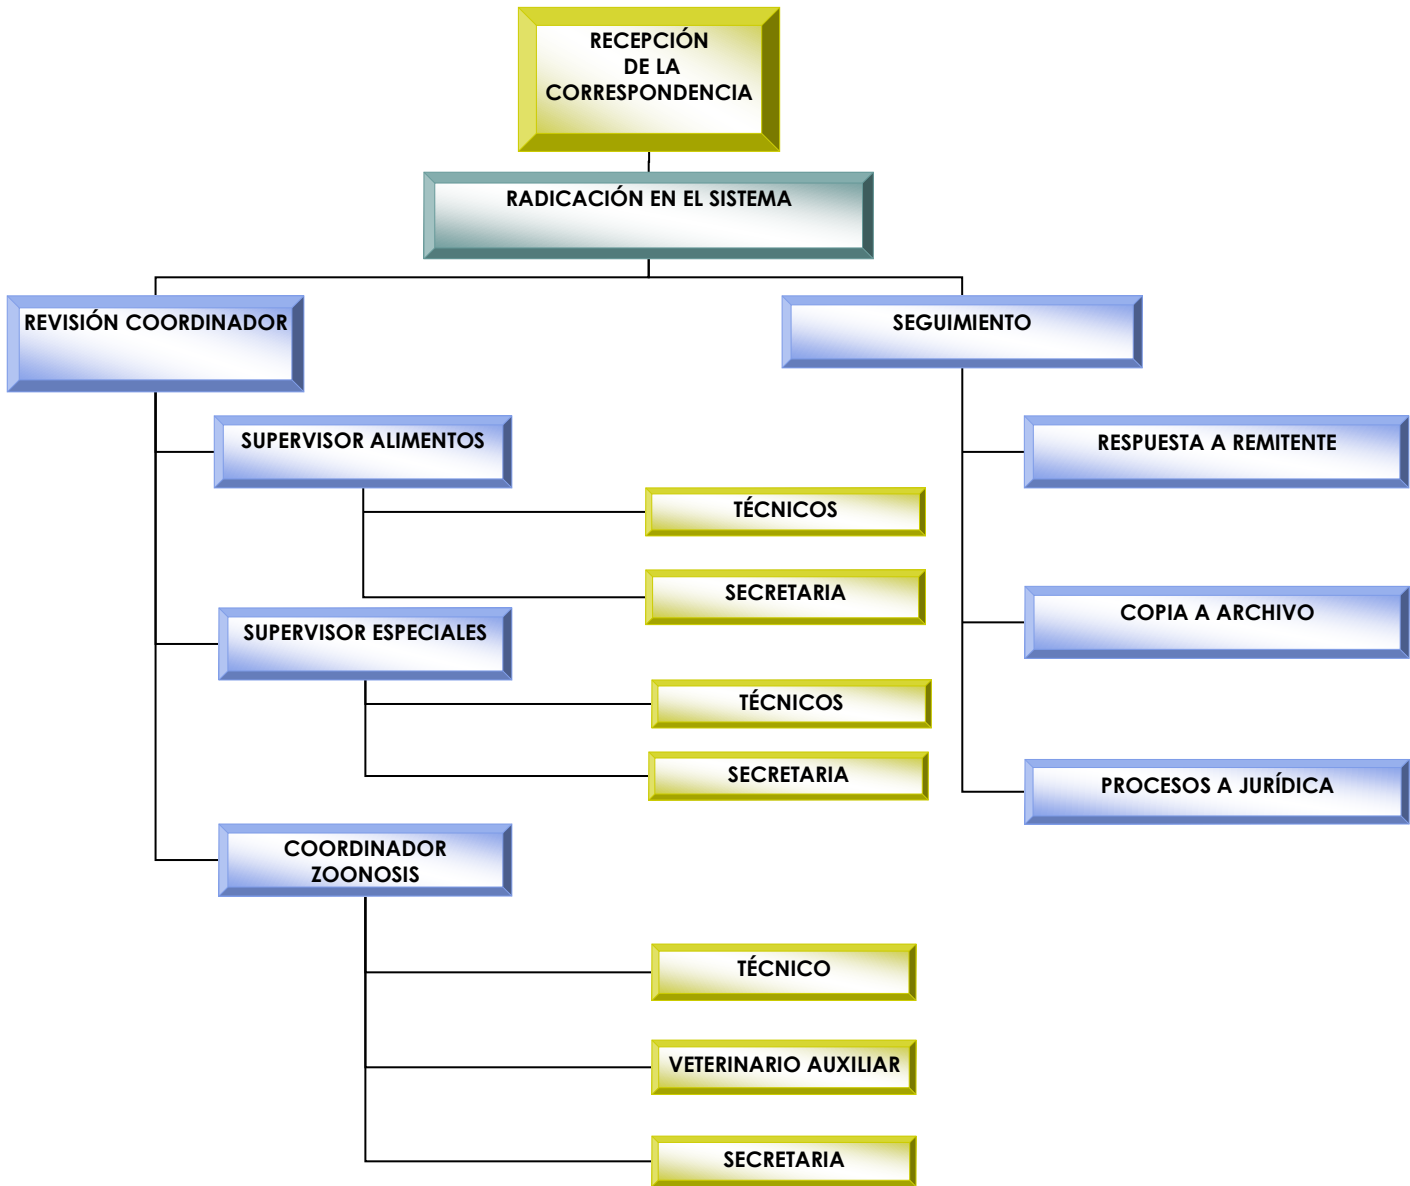 RECEPCIÓN
DE LA
CORRESPONDENCIA
RADICACIÓN EN EL SISTEMA
REVISIÓN COORDINADOR
SEGUIMIENTO
SUPERVISOR ALIMENTOS
RESPUESTA A REMITENTE
TÉCNICOS
SECRETARIA
COPIA A ARCHIVO
SUPERVISOR ESPECIALES
TÉCNICOS
SECRETARIA
PROCESOS A JURÍDICA
COORDINADOR
ZOONOSIS
TÉCNICO
VETERINARIO AUXILIAR
SECRETARIA